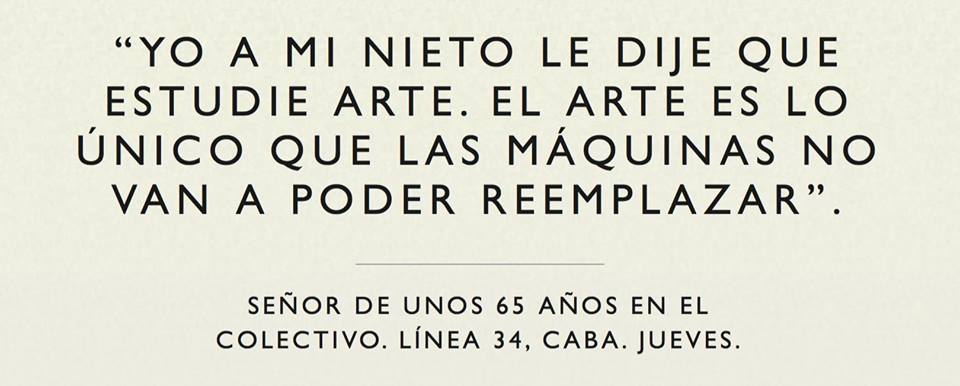 “YO A MI NIETO LE DIJE QUE
ESTUDIE ARTE. EL ARTE ES LO
ÚNICO QUE LAS MÁQUINAS NO
VAN A PODER REEMPLAZAR”.
SEÑOR DE UNOS 65 AÑOS EN EL
COLECTIVO. LÍNEA 34, CABA. JUEVES.